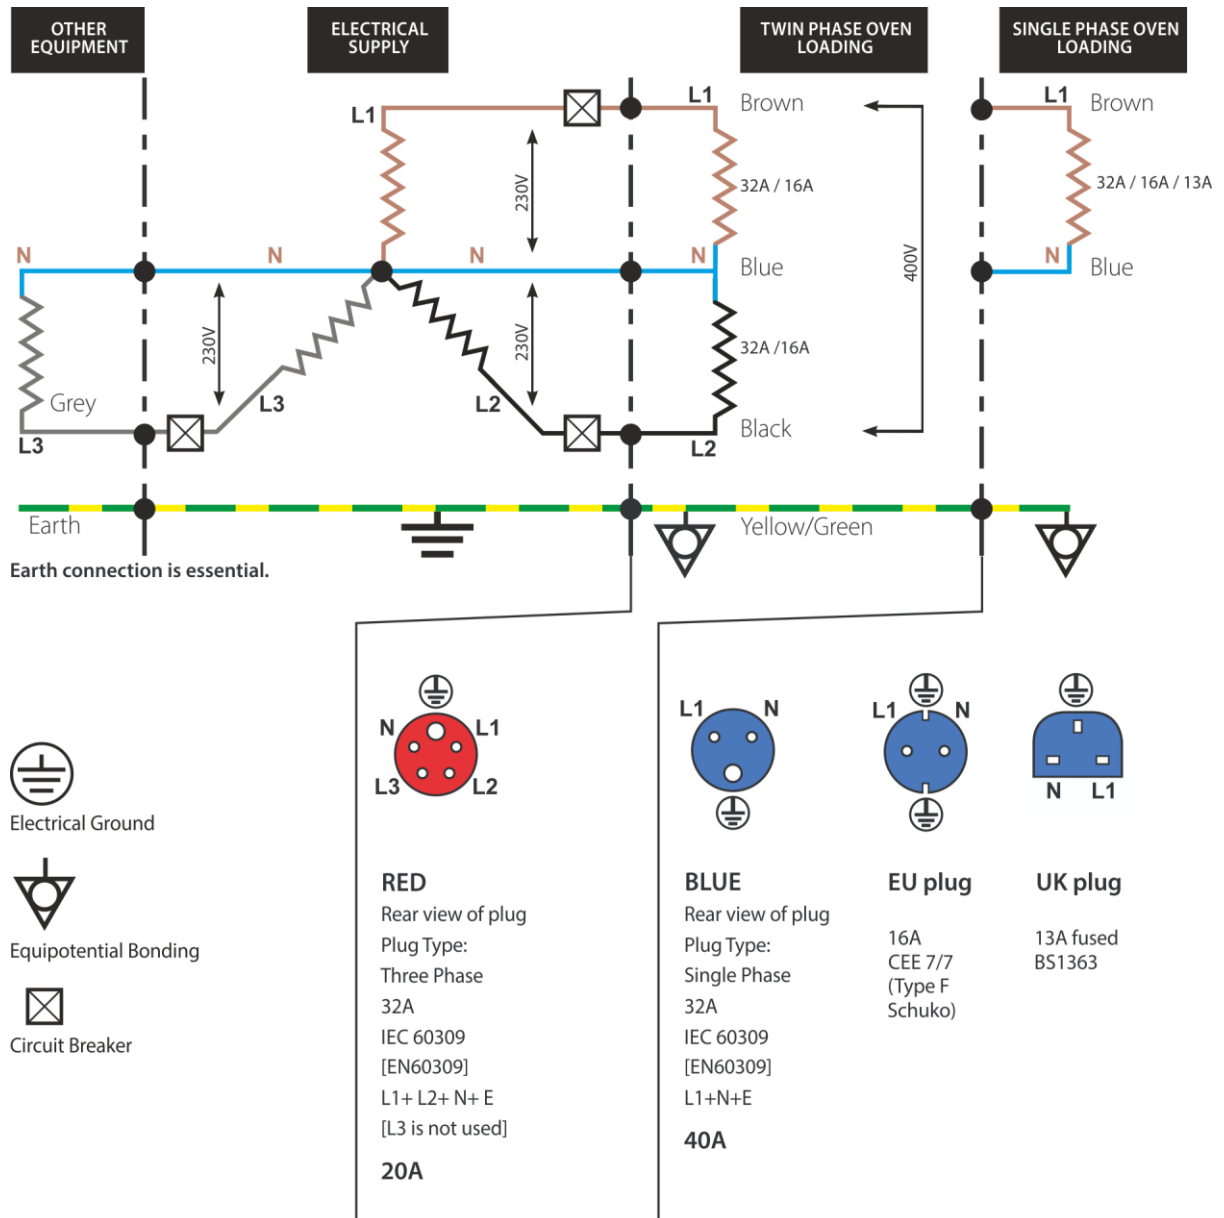 OTHER
EQUIPMENT
ELECTRICAL
SUPPLY
TWIN PHASE OVEN
LOADING
SINGLE PHASE OVEN
LOADING
L1
L1
Brown
L1
Brown
230V
32A / 16A
32A / 16A / 13A
N
N
N
N
Blue
400V
N
Blue
230V
230V
32A /16A
Grey
L3
L2
Black
L3
L2
Earth
Yellow/Green
Earth connection is essential.
N
L1
L3
L2
L1
N
L1
N
N
L1
Electrical Ground
Equipotential Bonding
Circuit Breaker
RED
Rear view of plug
Plug Type:
Three Phase
32A
IEC 60309
[EN60309]
L1+ L2+ N+ E
[L3 is not used]
20A
BLUE
Rear view of plug
Plug Type:
Single Phase
32A
IEC 60309
[EN60309]
L1+N+E
40A
EU plug
16A
CEE 7/7
(Type F
Schuko)
UK plug
13A fused
BS1363